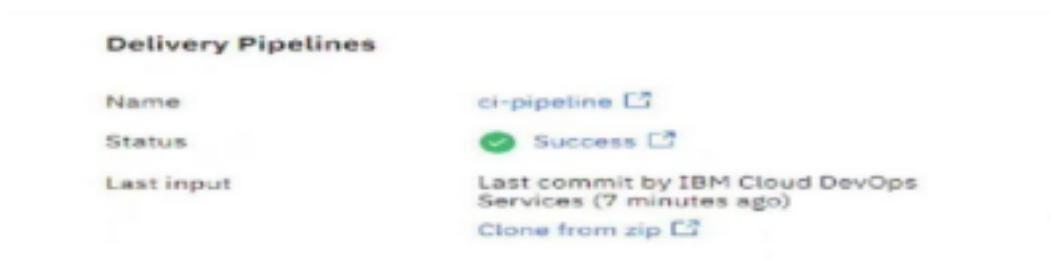 Delivery Pipelines
Name ci-pipeline
Status Success
Last input Last commit by IBM Cloud DevOps
Services (7 minutes ago)
Clone from zip